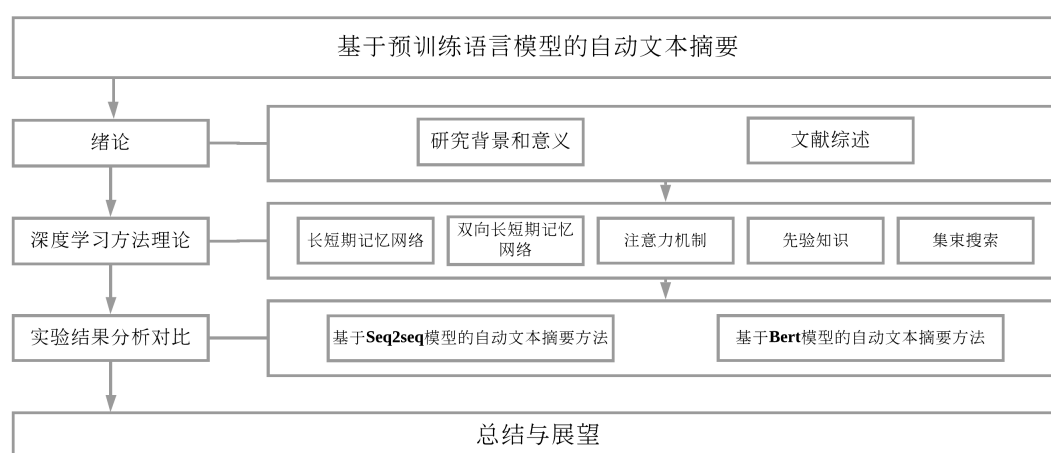 基于预训练语言模型的自动文本摘要
绪论
研究背景和意义
文献综述
深度学习方法理论
长短期记忆网络
双向长短期记忆
网络
注意力机制
先验知识
集束搜索
实验结果分析对比
基于Seq2seq模型的自动文本摘要方法
基于Bert模型的自动文本摘要方法
总结与展望